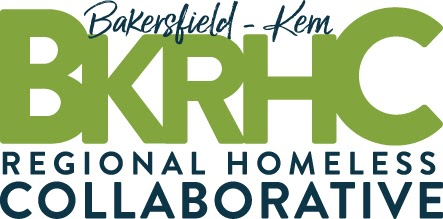 Bakersfield - Kern
BKRHC
REGIONAL HOMELESS
COLLABORATIVE